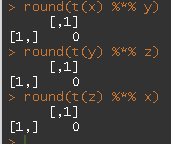 > round(t(x) %*% y)
     [,1]
[1,]    0
> round(t(y) %*% z)
     [,1]
[1,]    0
> round(t(z) %*% x)
     [,1]
[1,]    0
>